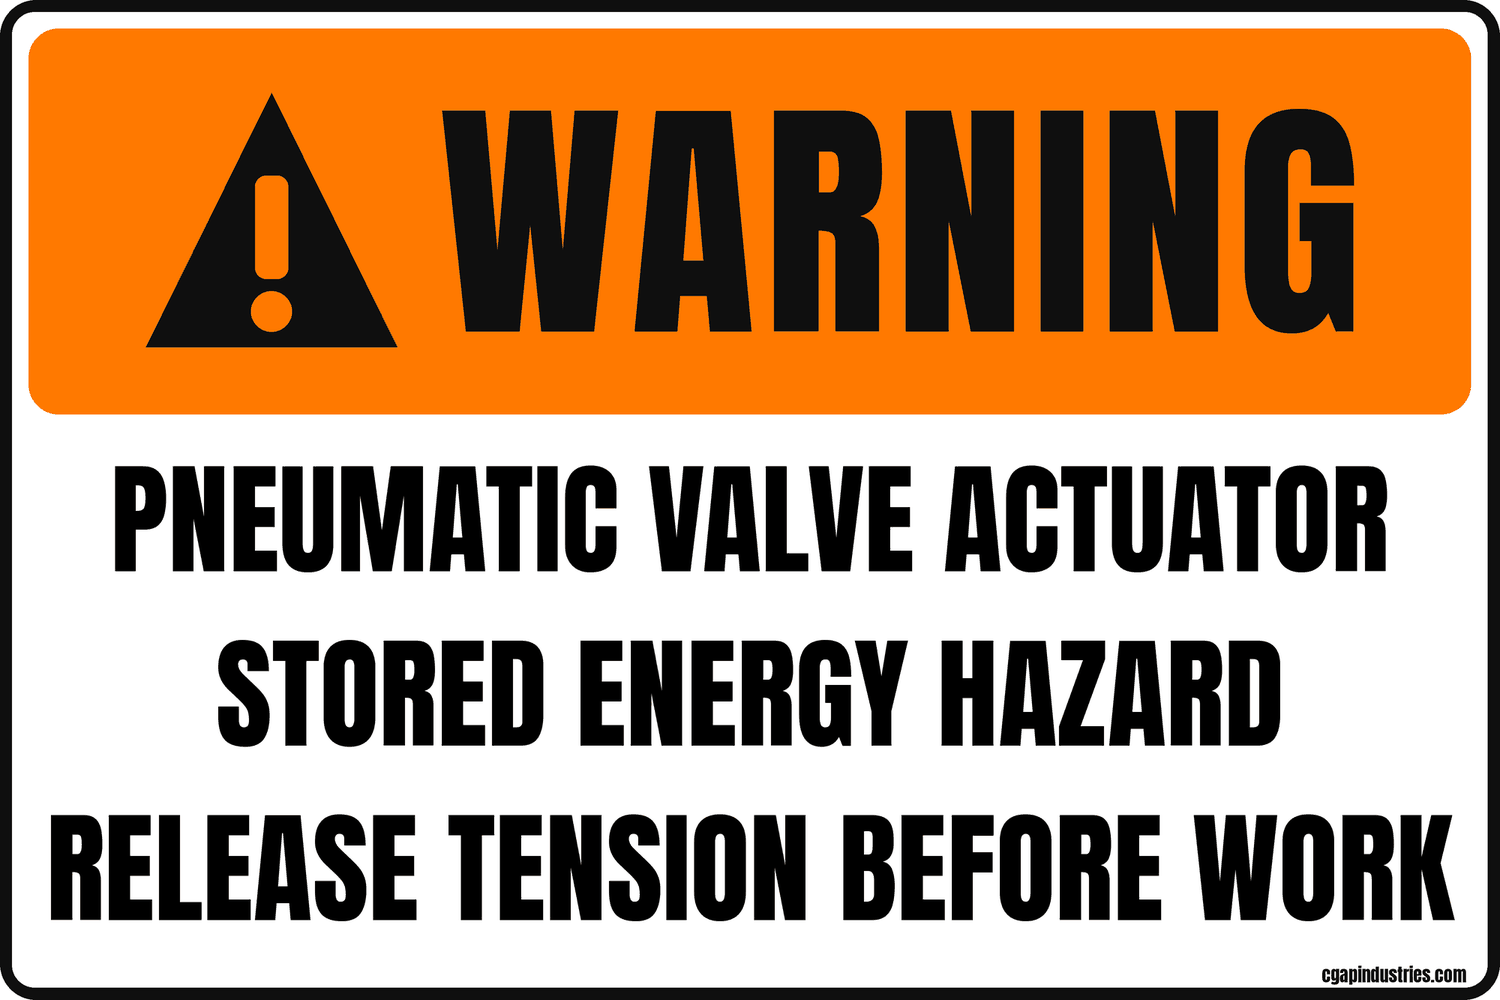 WARNING
PNEUMATIC VALVE ACTUATOR
STORED ENERGY HAZARD
RELEASE TENSION BEFORE WORK
cgapindustries.com